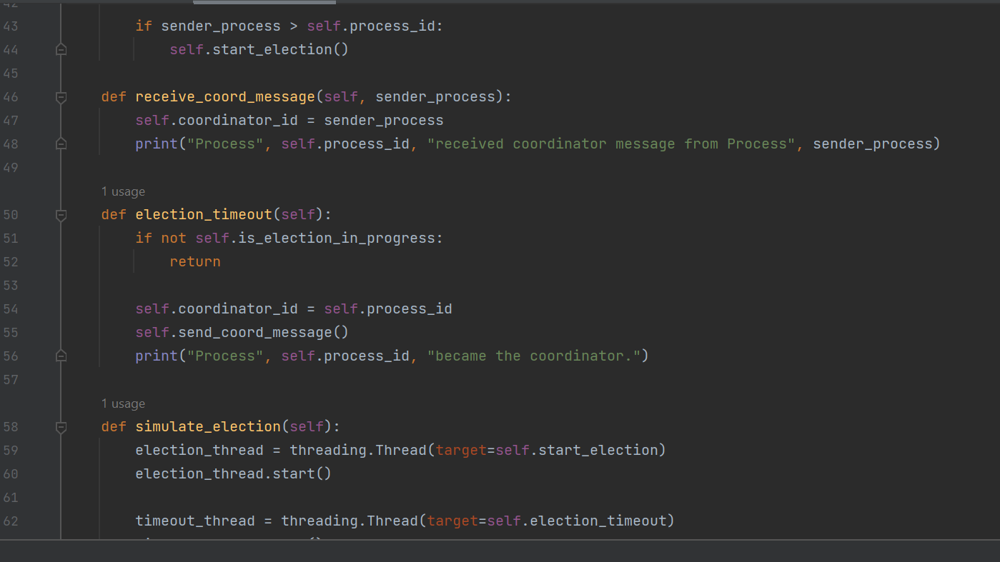 42
43 if sender_process > self.process_id:
44 self.start_election()
45
46 def receive_coord_message(self, sender_process):
47 self.coordinator_id = sender_process
48 print("Process", self.process_id, "received coordinator message from Process", sender_process)
49
1 usage
50 def election_timeout(self):
51 if not self.is_election_in_progress:
52 return
53
54 self.coordinator_id = self.process_id
55 self.send_coord_message()
56 print("Process", self.process_id, "became the coordinator.")
57
1 usage
58 def simulate_election(self):
59 election_thread = threading.Thread(target=self.start_election)
60 election_thread.start()
61
62 timeout_thread = threading.Thread(target=self.election_timeout)